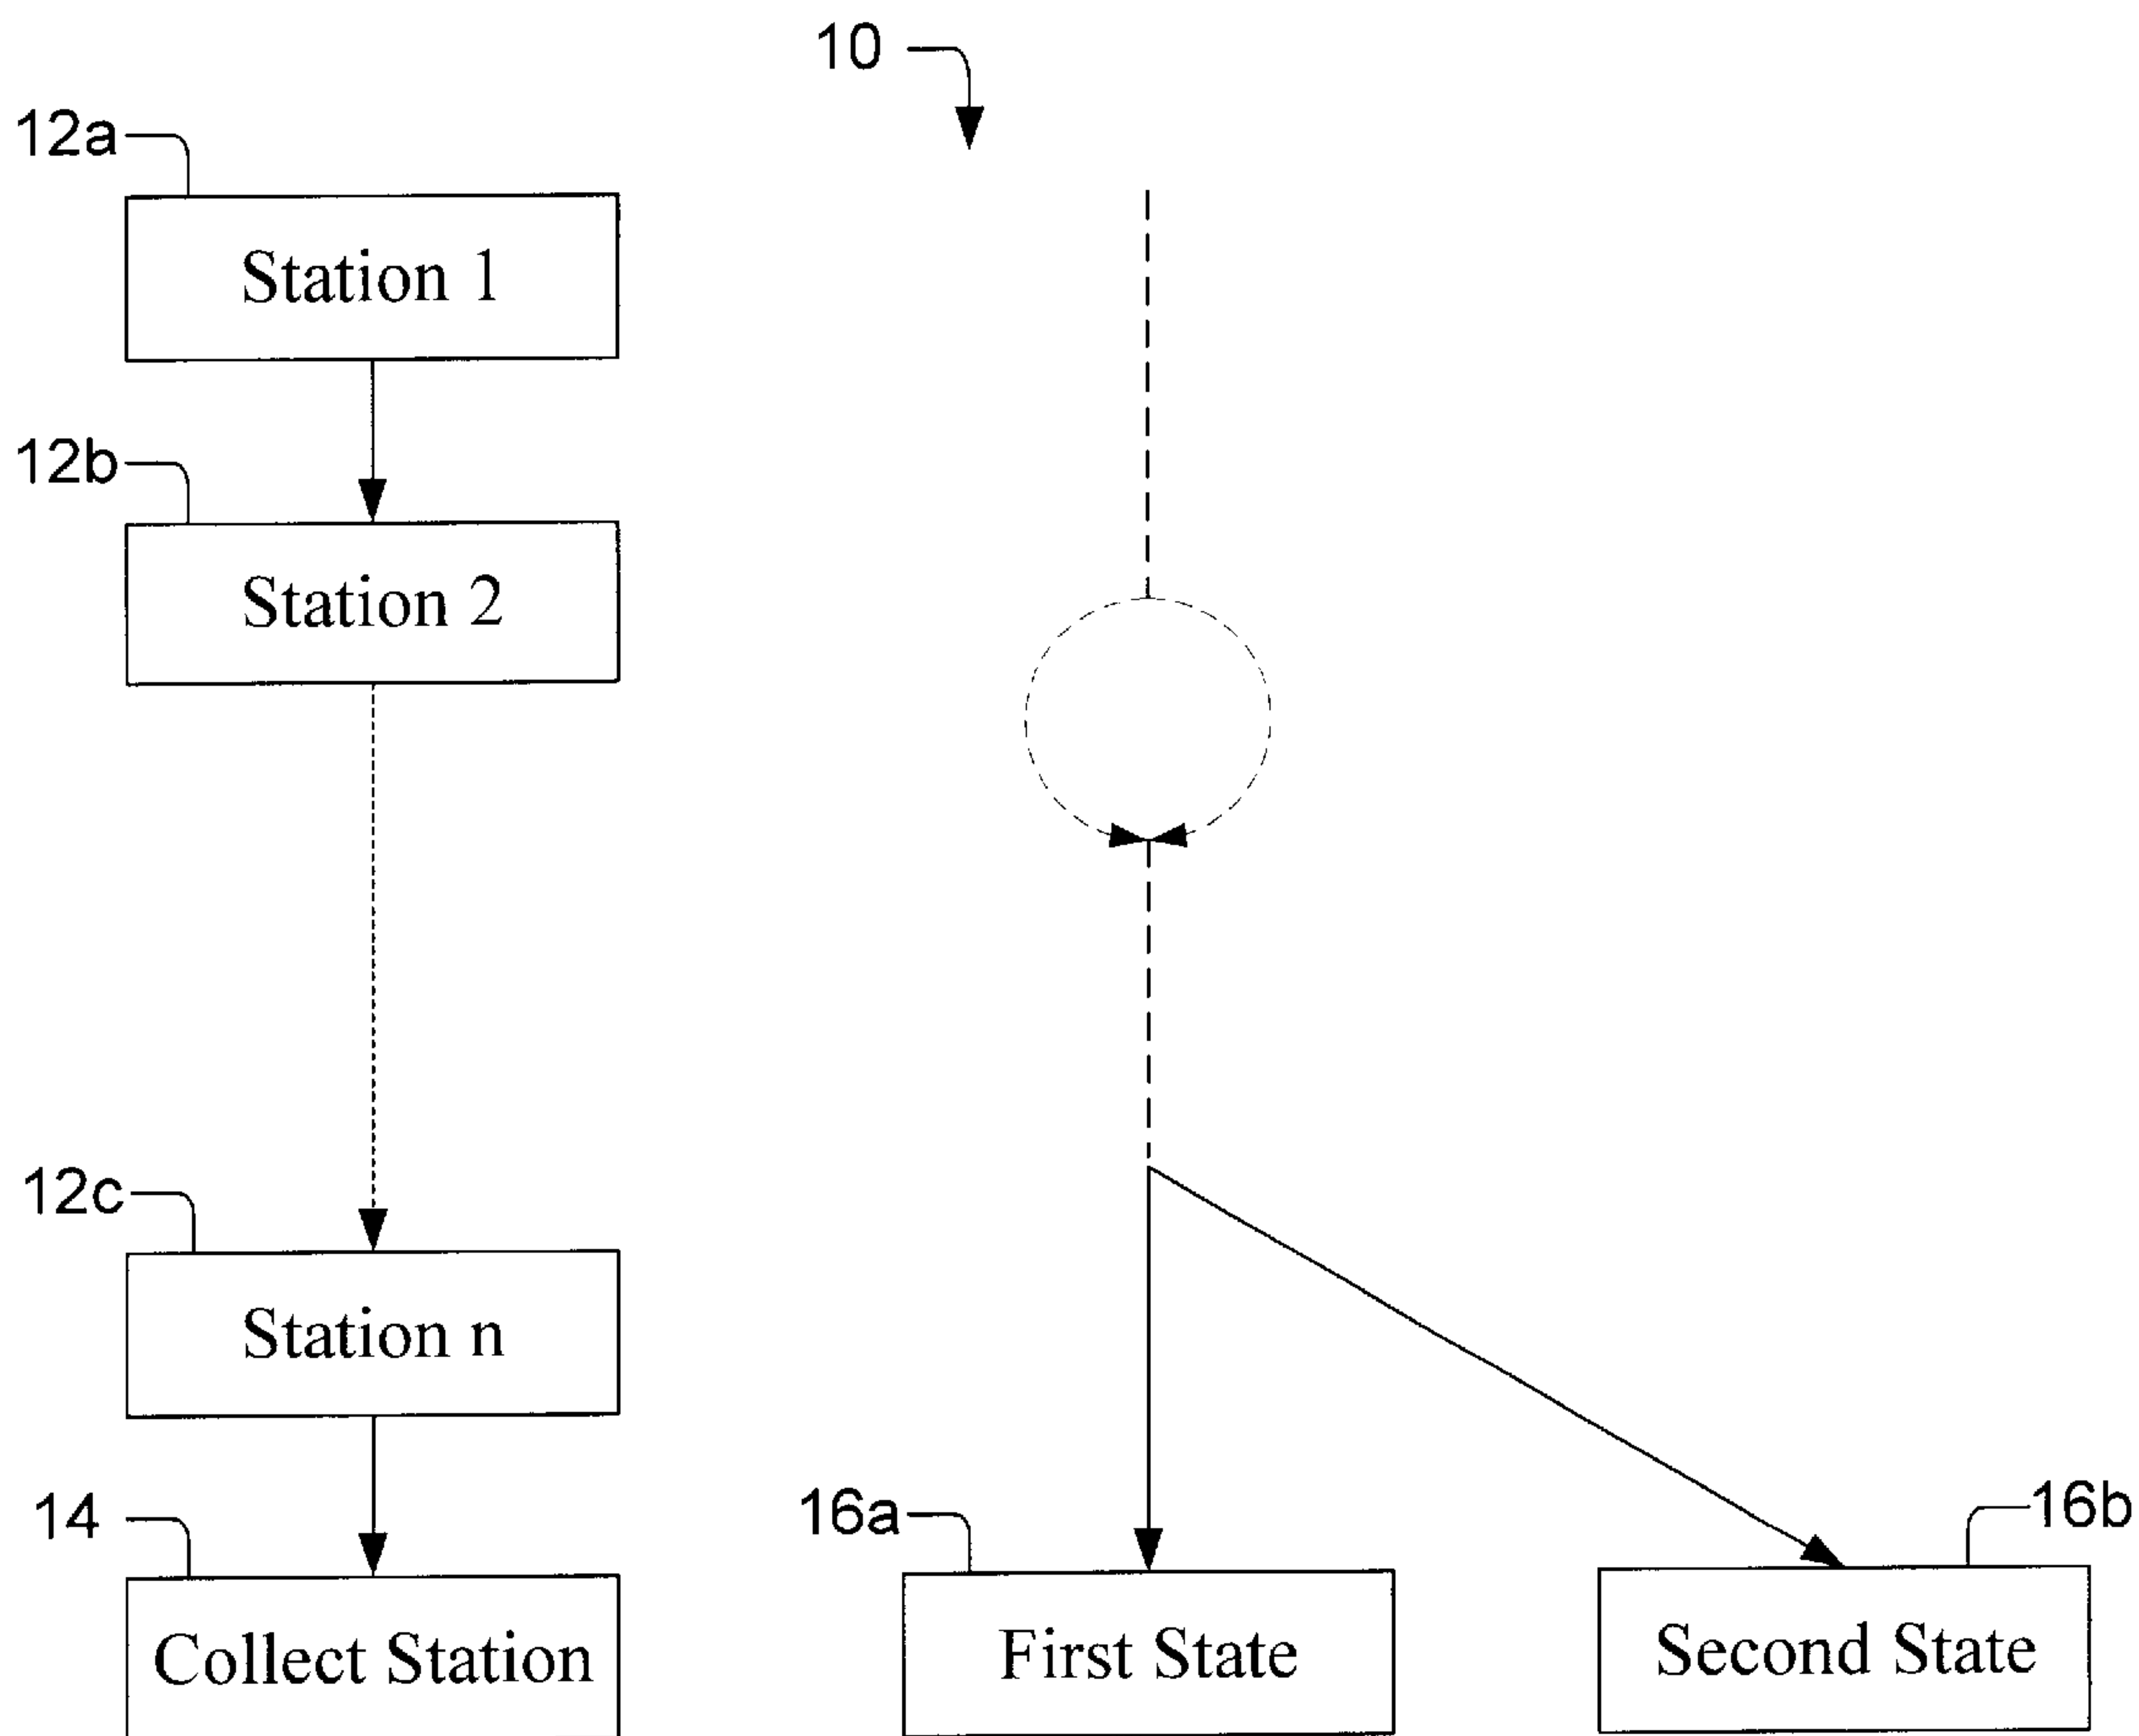 10
12a
Station 1
12b
Station 2
12c
Station n
14
Collect Station
16a
First State
16b
Second State